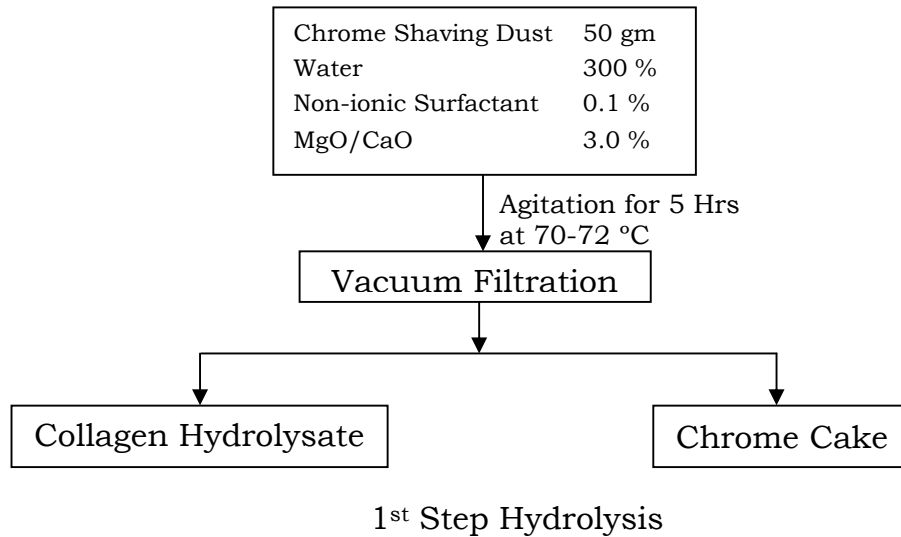 Chrome Shaving Dust 50 gm
Water 300 %
Non-ionic Surfactant 0.1 %
MgO/CaO 3.0 %
Agitation for 5 Hrs
at 70-72 ºC
Vacuum Filtration
Collagen Hydrolysate
Chrome Cake
1st Step Hydrolysis